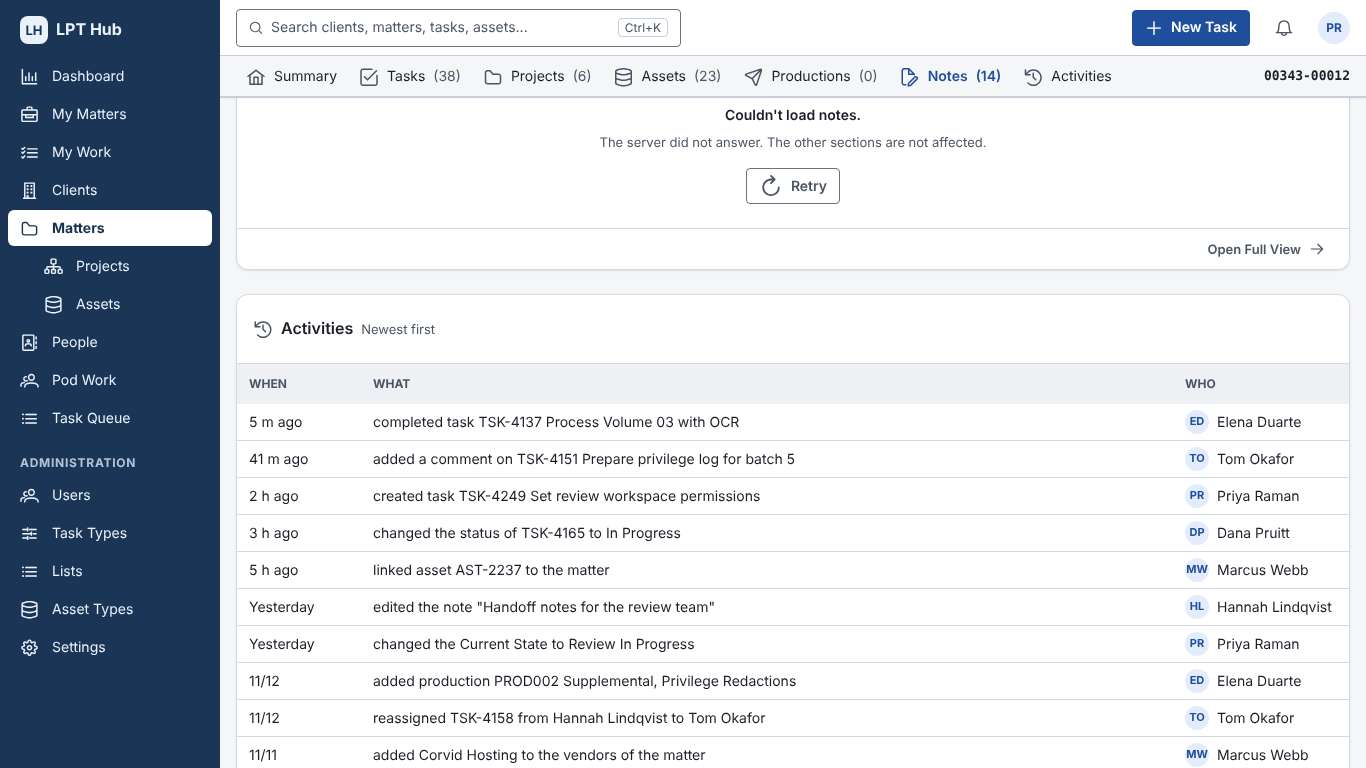 LH LPT Hub
Search clients, matters, tasks, assets... Ctrl+K
New Task
PR
Dashboard
My Matters
My Work
Clients
Matters
Projects
Assets
People
Pod Work
Task Queue
ADMINISTRATION
Users
Task Types
Lists
Asset Types
Settings
Summary Tasks (38) Projects (6) Assets (23) Productions (0) Notes (14) Activities 00343-00012
Couldn't load notes.
The server did not answer. The other sections are not affected.
Retry
Open Full View
Activities Newest first
WHEN WHAT WHO
5 m ago completed task TSK-4137 Process Volume 03 with OCR ED Elena Duarte
41 m ago added a comment on TSK-4151 Prepare privilege log for batch 5 TO Tom Okafor
2 h ago created task TSK-4249 Set review workspace permissions PR Priya Raman
3 h ago changed the status of TSK-4165 to In Progress DP Dana Pruitt
5 h ago linked asset AST-2237 to the matter MW Marcus Webb
Yesterday edited the note "Handoff notes for the review team" HL Hannah Lindqvist
Yesterday changed the Current State to Review In Progress PR Priya Raman
11/12 added production PROD002 Supplemental, Privilege Redactions ED Elena Duarte
11/12 reassigned TSK-4158 from Hannah Lindqvist to Tom Okafor TO Tom Okafor
11/11 added Corvid Hosting to the vendors of the matter MW Marcus Webb